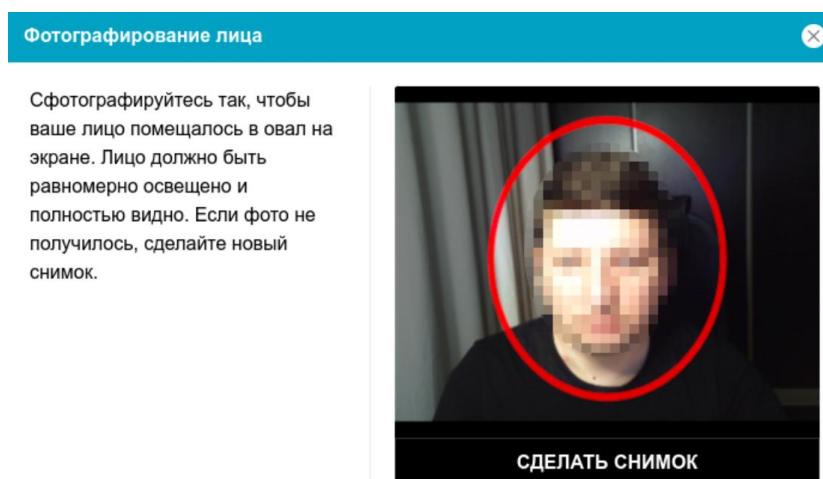 Фотографирование лица
Сфотографируйтесь так, чтобы
ваше лицо помещалось в овал на
экране. Лицо должно быть
равномерно освещено и
полностью видно. Если фото не
получилось, сделайте новый
снимок.
СДЕЛАТЬ СНИМОК